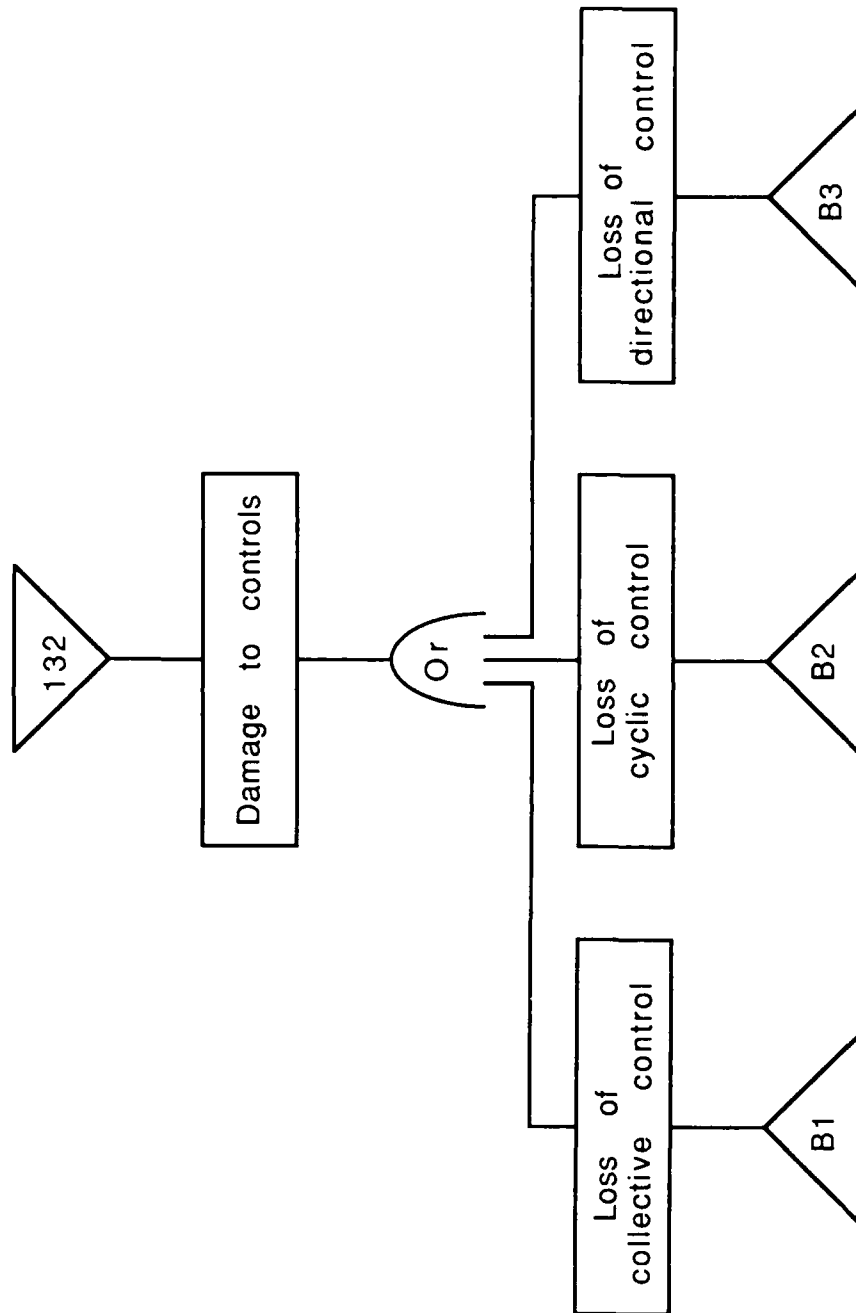 132
Damage to controls
Or
Loss of
collective control
Loss of
cyclic control
Loss of
directional control
B1
B2
B3